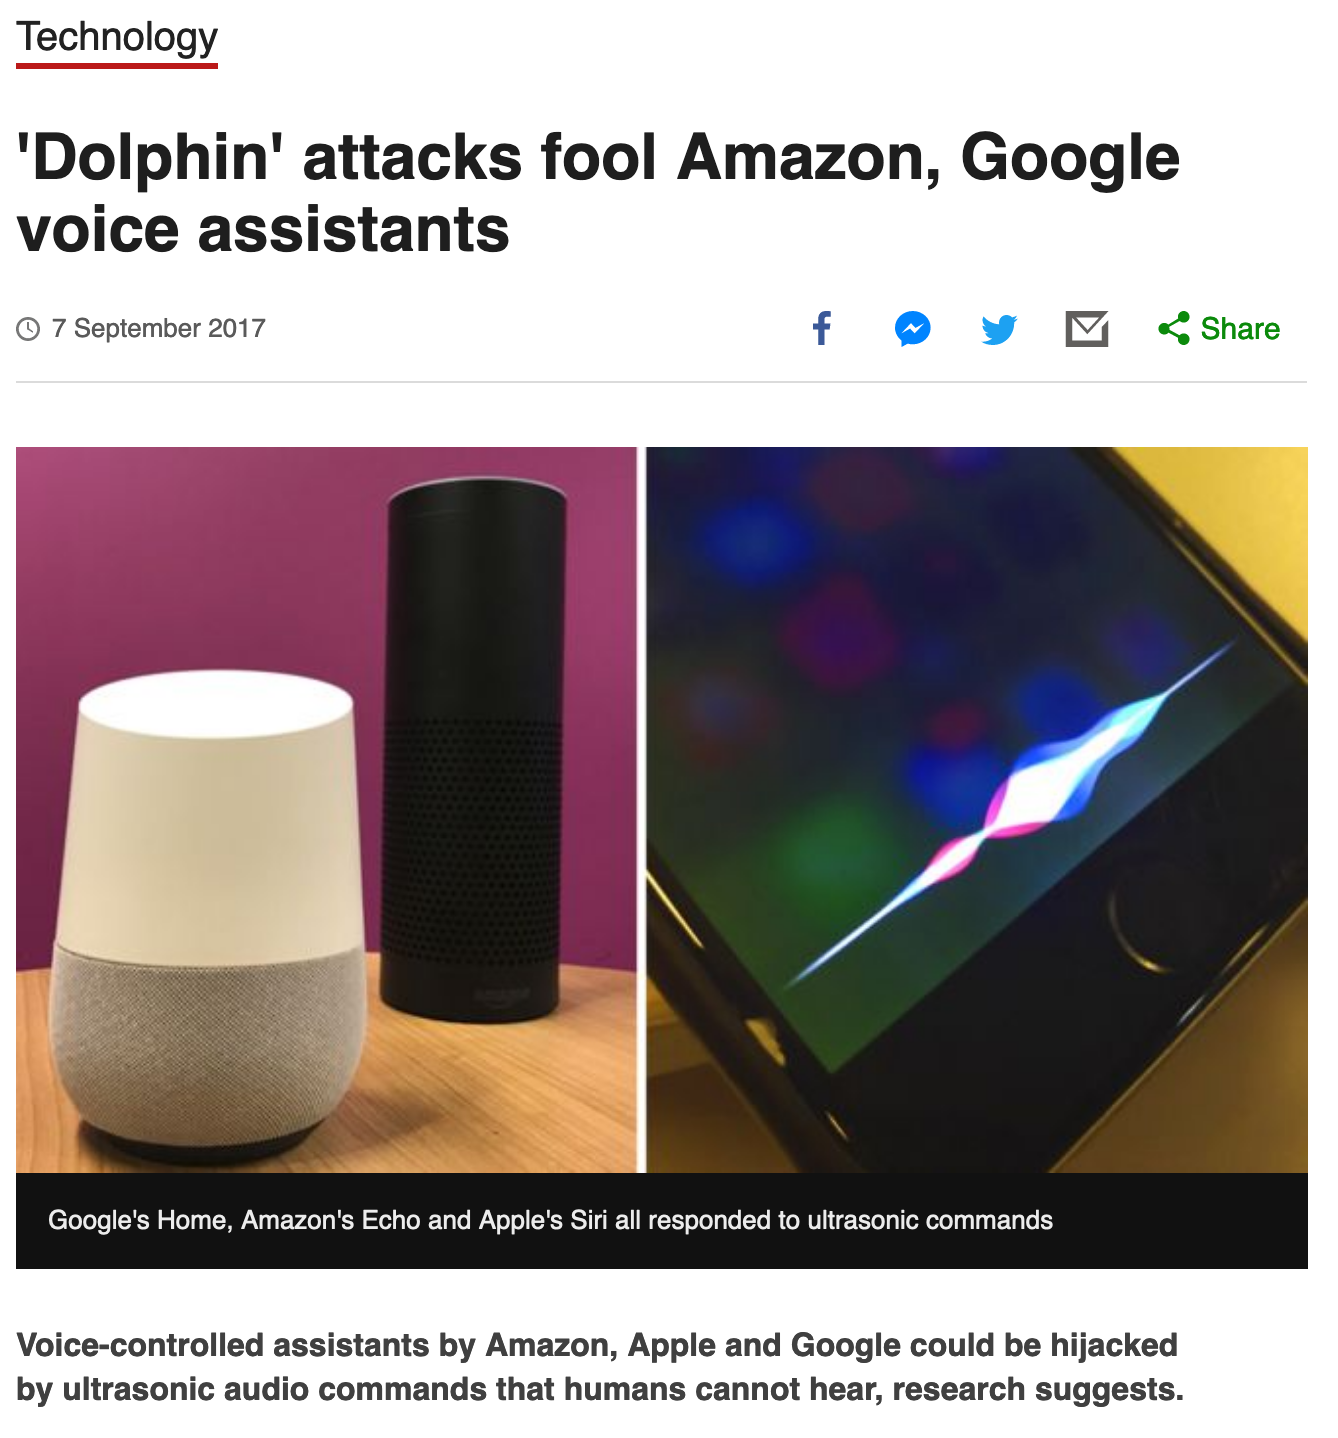 Technology
'Dolphin' attacks fool Amazon, Google
voice assistants
7 September 2017
Share
Google's Home, Amazon's Echo and Apple's Siri all responded to ultrasonic commands
Voice-controlled assistants by Amazon, Apple and Google could be hijacked
by ultrasonic audio commands that humans cannot hear, research suggests.